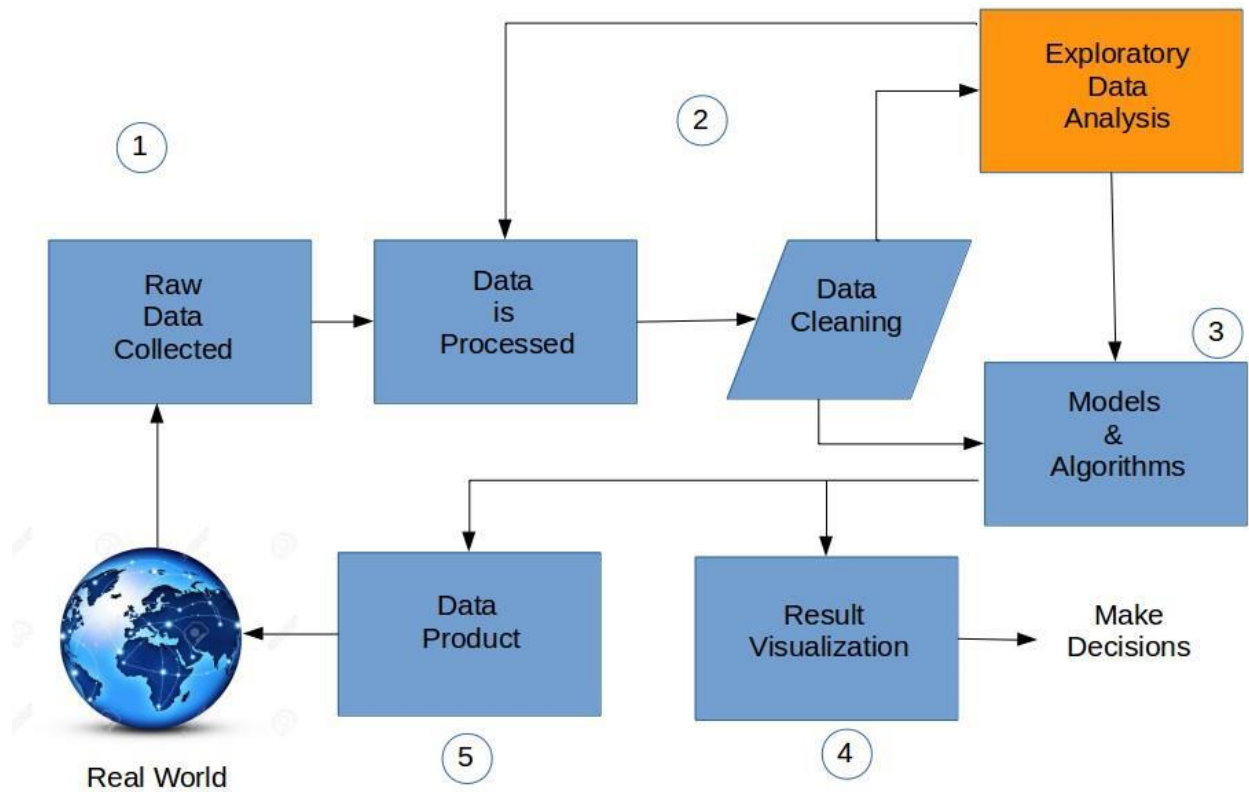 1
2
Exploratory
Data
Analysis
Raw
Data
Collected
Data
is
Processed
Data
Cleaning
3
Models
&
Algorithms
Data
Product
Result
Visualization
Make
Decisions
Real World
5
4